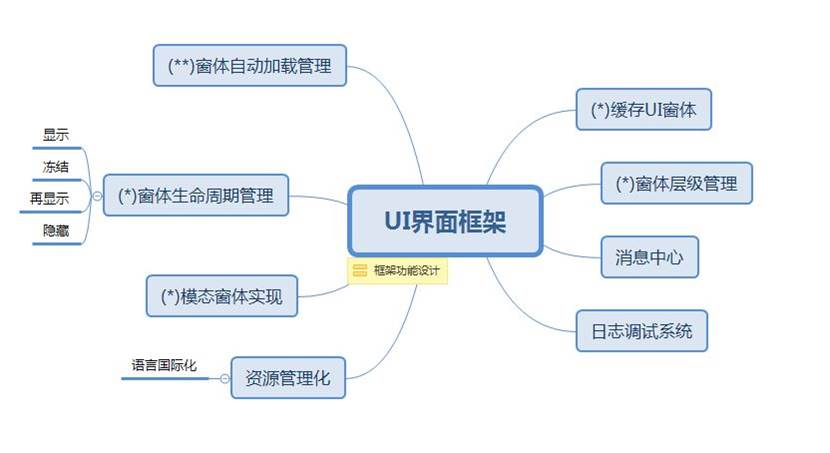 (**)窗体自动加载管理
(*)缓存UI窗体
显示
冻结
再显示
隐藏
(*)窗体生命周期管理
(*)窗体层级管理
UI界面框架
框架功能设计
消息中心
(*)模态窗体实现
日志调试系统
语言国际化
资源管理化